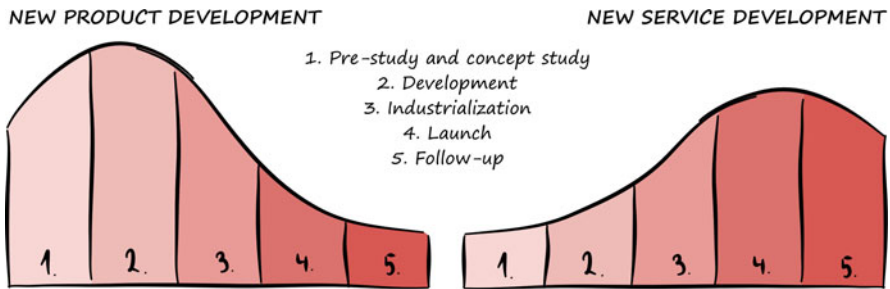 NEW PRODUCT DEVELOPMENT
NEW SERVICE DEVELOPMENT
1. Pre-study and concept study
2. Development
3. Industrialization
4. Launch
5. Follow-up
1. 2. 3. 4. 5.
1. 2. 3. 4. 5.